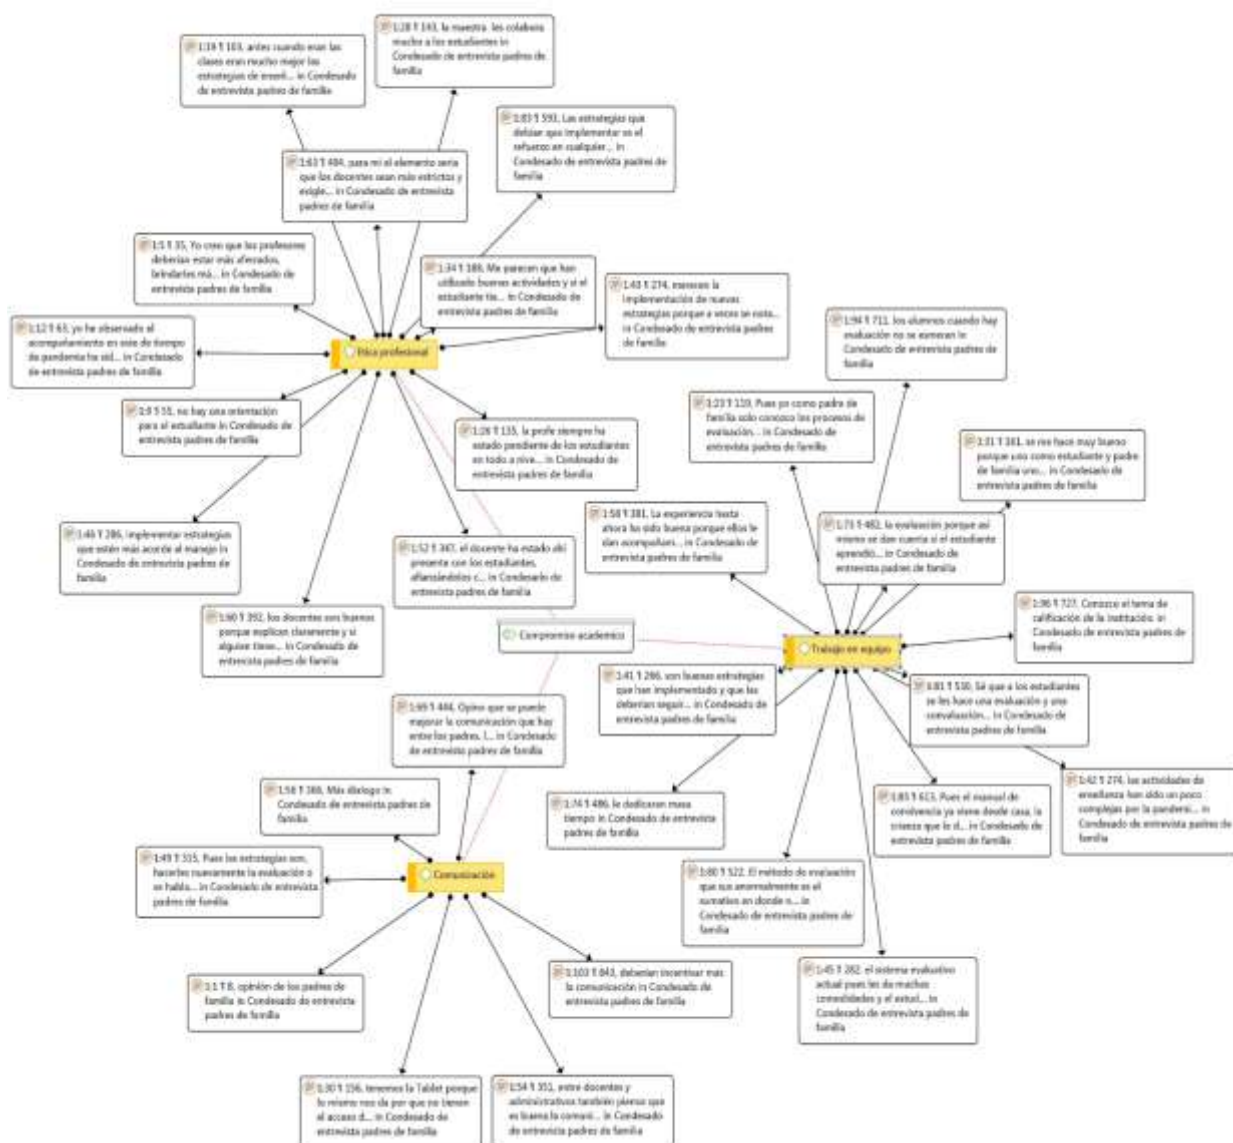 1:28 ¶ 143, la maestra les colabora
mucho a los estudiantes in
Condesado de entrevista padres de
familia
1:19 ¶ 103, antes cuando eran las
clases eran mucho mejor las
estrategias de enseñ... in Condesado
de entrevista padres de familia
Las estrategias que
debían que implementar es el
refuerzo en cualquier... in
Condesado de entrevista padres de
familia
1:63 ¶ 404, para mi el elemento seria
que los docentes sean más estrictos y
exigie... in Condesado de entrevista
padres de familia
1:5 ¶ 35, Yo creo que los profesores
deberían estar más aferrados,
brindarles má... in Condesado de
entrevista padres de familia
1:34 ¶ 188, Me parecen que han
utilizado buenas actividades y si el
estudiante tie... in Condesado de
entrevista padres de familia
1:43 ¶ 274, merecen la
implementación de nuevas
estrategias porque a veces se nota...
in Condesado de entrevista padres
de familia
1:12 ¶ 63, yo he observado el
acompañamiento en este de tiempo
de pandemia ha sid... in Condesado
de entrevista padres de familia
Ética profesional
1:94 ¶ 711, los alumnos cuando hay
evaluación no se esmeran in
Condesado de entrevista padres de
familia
no hay una orientación
para el estudiante in Condesado de
entrevista padres de familia
1:26 ¶ 135, la profe siempre ha
estado pendiente de los estudiantes
en todo a nive... in Condesado de
entrevista padres de familia
1:23 ¶ 119, Pues yo como padre de
familia solo conozco los procesos de
evaluación... in Condesado de
entrevista padres de familia
1:31 ¶ 161, se me hace muy bueno
porque uno como estudiante y padre
de familia uno... in Condesado de
entrevista padres de familia
1:46 ¶ 286, implementar estrategias
que estén más acorde al manejo in
Condesado de entrevista padres de
familia
1:52 ¶ 347, el docente ha estado ahí
presente con los estudiantes,
afianzándolos c... in Condesado de
entrevista padres de familia
1:58 ¶ 381, La experiencia hasta
ahora ha sido buena porque ellos le
dan acompañami... in Condesado de
entrevista padres de familia
la evaluación porque así
mismo se dan cuenta si el estudiante
aprendió... in Condesado de
entrevista padres de familia
1:60 ¶ 392, los docentes son buenos
porque explican claramente y si
alguien tiene... in Condesado de
entrevista padres de familia
Compromiso academico
1:96 ¶ 727, Conozco el tema de
calificación de la institución. in
Condesado de entrevista padres de
familia
Trabajo en equipo
1:41 ¶ 266, son buenas estrategias
que han implementado y que las
deberían seguir... in Condesado de
entrevista padres de familia
Sé que a los estudiantes
se les hace una evaluación y una
coevaluación... in Condesado de
entrevista padres de familia
1:69 ¶ 444, Opino que se puede
mejorar la comunicación que hay
entre los padres, l... in Condesado
de entrevista padres de familia
1:56 ¶ 366, Más dialogo in
Condesado de entrevista padres de
familia
1:74 ¶ 486, le dedicaran masa
tiempo in Condesado de entrevista
padres de familia
Pues el manual de
convivencia ya viene desde casa, la
crianza que le d... in Condesado de
entrevista padres de familia
1:42 ¶ 274, las actividades de
enseñanza han sido un poco
complejas por la pandemi... in
Condesado de entrevista padres de
familia
1:49 ¶ 315, Pues las estrategias son,
hacerles nuevamente la evaluación o
se habla... in Condesado de entrevista
padres de familia
Comunicación
1:80 ¶ 522, El método de evaluación
que sus anormalmente es el
sumativo en donde n... in
Condesado de entrevista padres de
familia
1:1 ¶ 8, opinión de los padres de
familia in Condesado de entrevista
padres de familia
1:103 ¶ 843, deberían incentivar mas
la comunicación in Condesado de
entrevista padres de familia
1:45 ¶ 282, el sistema evaluativo
actual pues les da muchas
comodidades y el estud... in
Condesado de entrevista padres de
familia
1:30 ¶ 156, tenemos la Tablet porque
lo mismo nos da por que no tienen
el acceso d... in Condesado de
entrevista padres de familia
1:54 ¶ 351, entre docentes y
administrativos también pienso que
es buena la comuni... in Condesado
de entrevista padres de familia